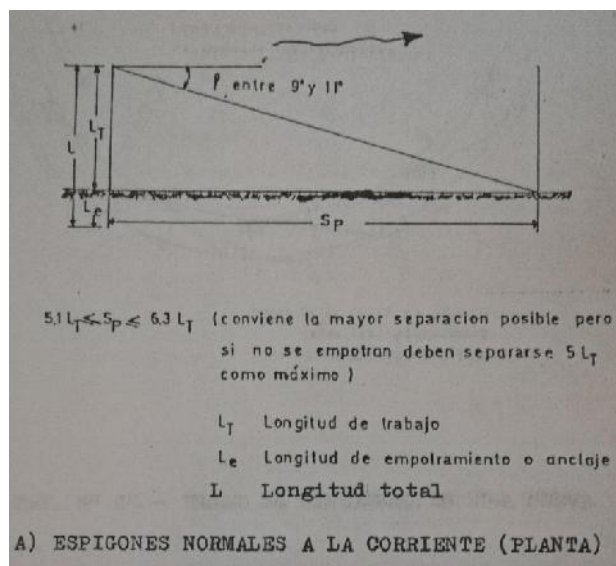 β entre 9° y 11°
L
L_T
L_e
S_P
5.1 L_T ≤ S_P ≤ 6.3 L_T (conviene la mayor separacion posible pero
si no se empotran deben separarse 5 L_T
como máximo )
L_T Longitud de trabajo
L_e Longitud de empotramiento o anclaje
L Longitud total
A) ESPIGONES NORMALES A LA CORRIENTE (PLANTA)